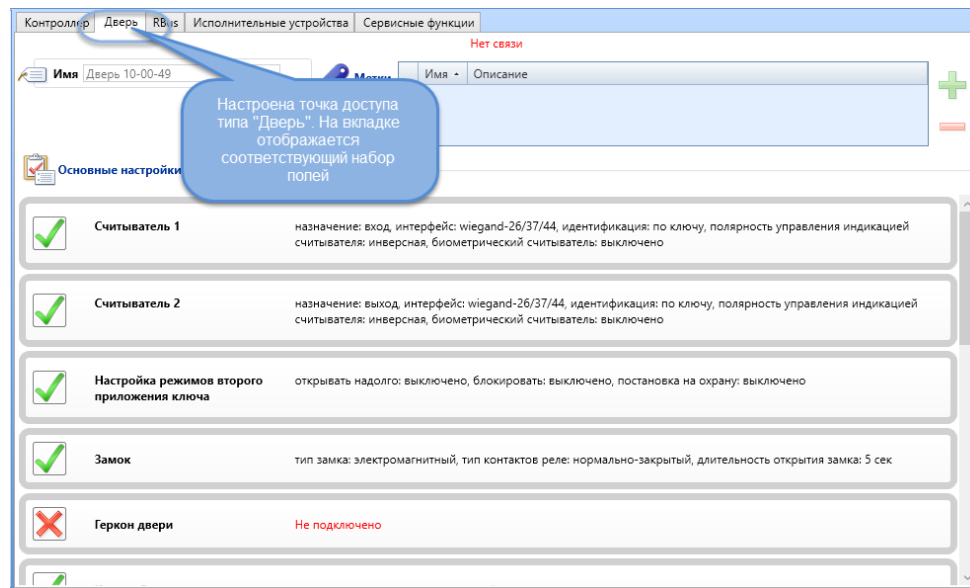 Контроллер Дверь RBus Исполнительные устройства Сервисные функции
Нет связи
Имя Дверь 10-00-49 Метки Имя Описание
Настроена точка доступа
типа "Дверь". На вкладке
отображается
соответствующий набор
полей
Основные настройки
Считыватель 1 назначение: вход, интерфейс: wiegand-26/37/44, идентификация: по ключу, полярность управления индикацией
считывателя: инверсная, биометрический считыватель: выключено
Считыватель 2 назначение: выход, интерфейс: wiegand-26/37/44, идентификация: по ключу, полярность управления индикацией
считывателя: инверсная, биометрический считыватель: выключено
Настройка режимов второго открывать надолго: выключено, блокировать: выключено, постановка на охрану: выключено
приложения ключа
Замок тип замка: электромагнитный, тип контактов реле: нормально-закрытый, длительность открытия замка: 5 сек
Геркон двери Не подключено